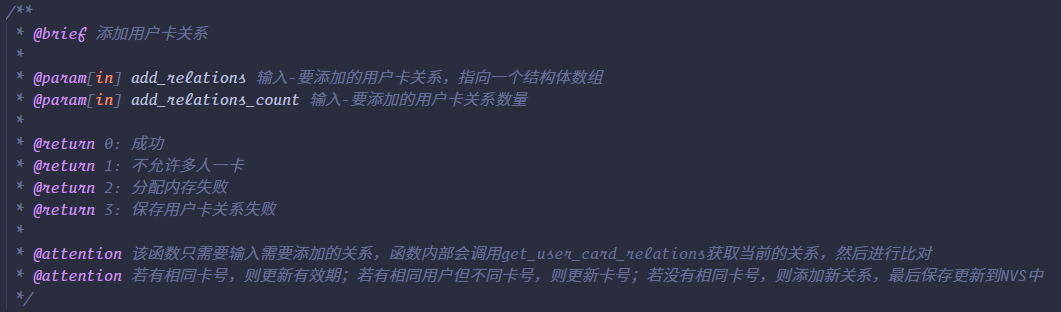 /**
 * @brief 添加用户卡关系
 *
 * @param[in] add_relations 输入-要添加的用户卡关系，指向一个结构体数组
 * @param[in] add_relations_count 输入-要添加的用户卡关系数量
 *
 * @return 0: 成功
 * @return 1: 不允许多人一卡
 * @return 2: 分配内存失败
 * @return 3: 保存用户卡关系失败
 *
 * @attention 该函数只需要输入需要添加的关系，函数内部会调用get_user_card_relations获取当前的关系，然后进行比对
 * @attention 若有相同卡号，则更新有效期；若有相同用户但不同卡号，则更新卡号；若没有相同卡号，则添加新关系，最后保存更新到NVS中
 */